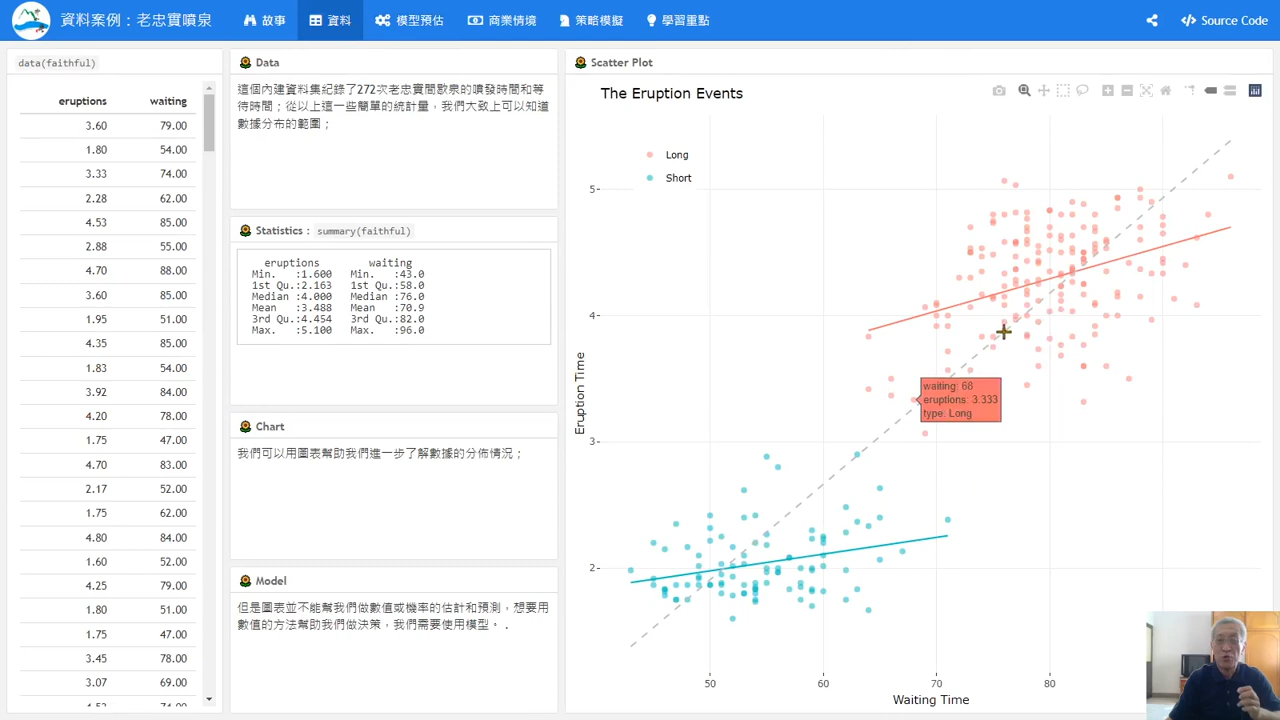 資料案例：老忠實噴泉
故事
資料
模型預估
商業情境
策略模擬
學習重點
Source Code
data(faithful)
eruptions waiting
3.60 79.00
1.80 54.00
3.33 74.00
2.28 62.00
4.53 85.00
2.88 55.00
4.70 88.00
3.60 85.00
1.95 51.00
4.35 85.00
1.83 54.00
3.92 84.00
4.20 78.00
1.75 47.00
4.70 83.00
2.17 52.00
1.75 62.00
4.80 84.00
1.60 52.00
4.25 79.00
1.80 51.00
1.75 47.00
3.45 78.00
3.07 69.00
Data
這個內建資料集紀錄了272次老忠實間歇泉的噴發時間和等
待時間；從以上這一些簡單的統計量，我們大致上可以知道
數據分布的範圍；
Statistics : summary(faithful)
eruptions waiting
Min. :1.600 Min. :43.0
1st Qu.:2.163 1st Qu.:58.0
Median :4.000 Median :76.0
Mean :3.488 Mean :70.9
3rd Qu.:4.454 3rd Qu.:82.0
Max. :5.100 Max. :96.0
Chart
我們可以用圖表幫助我們進一步了解數據的分佈情況；
Model
但是圖表並不能幫我們做數值或機率的估計和預測，想要用
數值的方法幫助我們做決策，我們需要使用模型。.
Scatter Plot
The Eruption Events
Long
Short
5
4
3
2
Eruption Time
waiting: 68
eruptions: 3.333
type: Long
50 60 70 80
Waiting Time